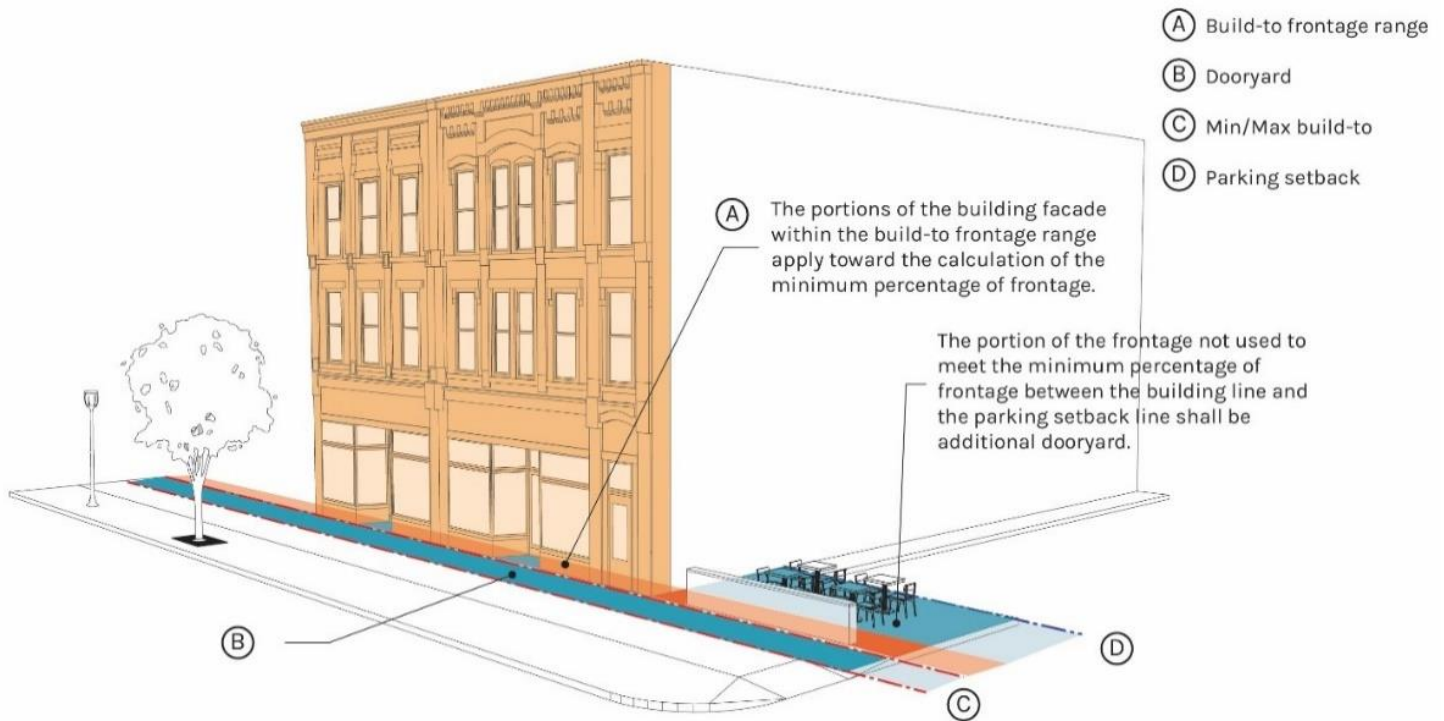 A Build-to frontage range
B Dooryard
C Min/Max build-to
D Parking setback
A
The portions of the building facade
within the build-to frontage range
apply toward the calculation of the
minimum percentage of frontage.
The portion of the frontage not used to
meet the minimum percentage of
frontage between the building line and
the parking setback line shall be
additional dooryard.
B
D
C